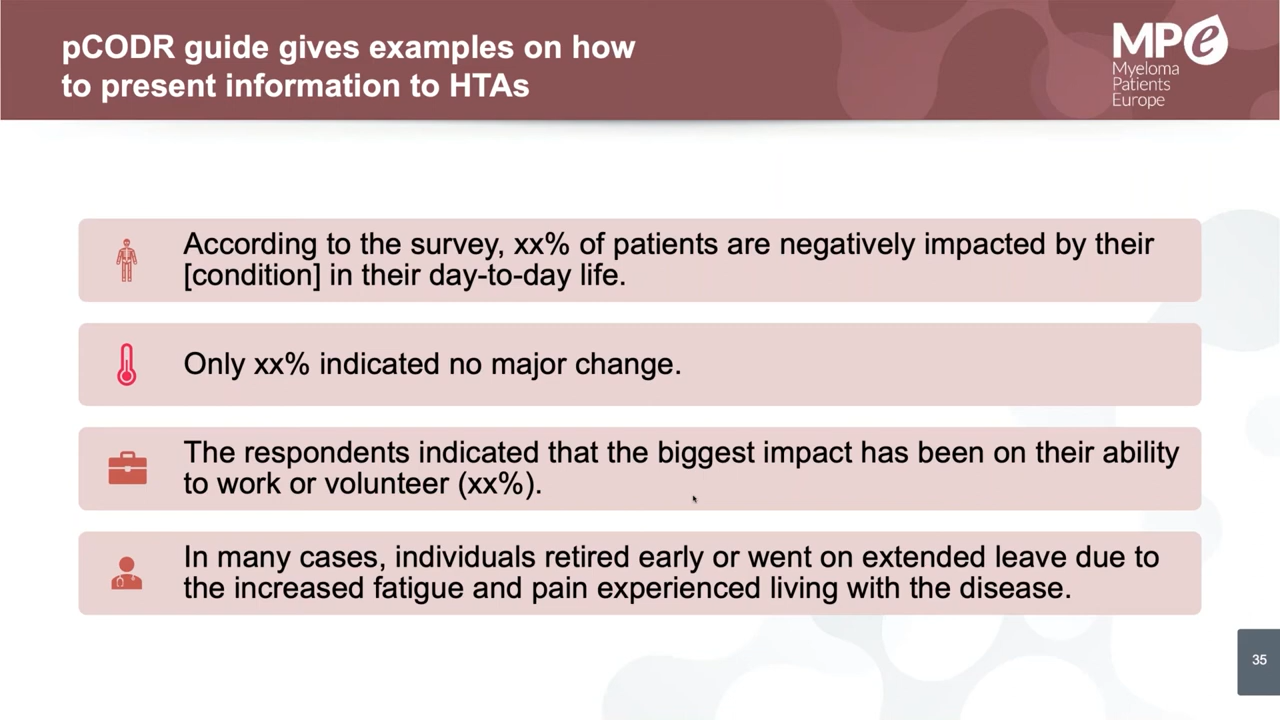 pCODR guide gives examples on how
to present information to HTAs
MPe
Myeloma
Patients
Europe
According to the survey, xx% of patients are negatively impacted by their
[condition] in their day-to-day life.
Only xx% indicated no major change.
The respondents indicated that the biggest impact has been on their ability
to work or volunteer (xx%).
In many cases, individuals retired early or went on extended leave due to
the increased fatigue and pain experienced living with the disease.
35